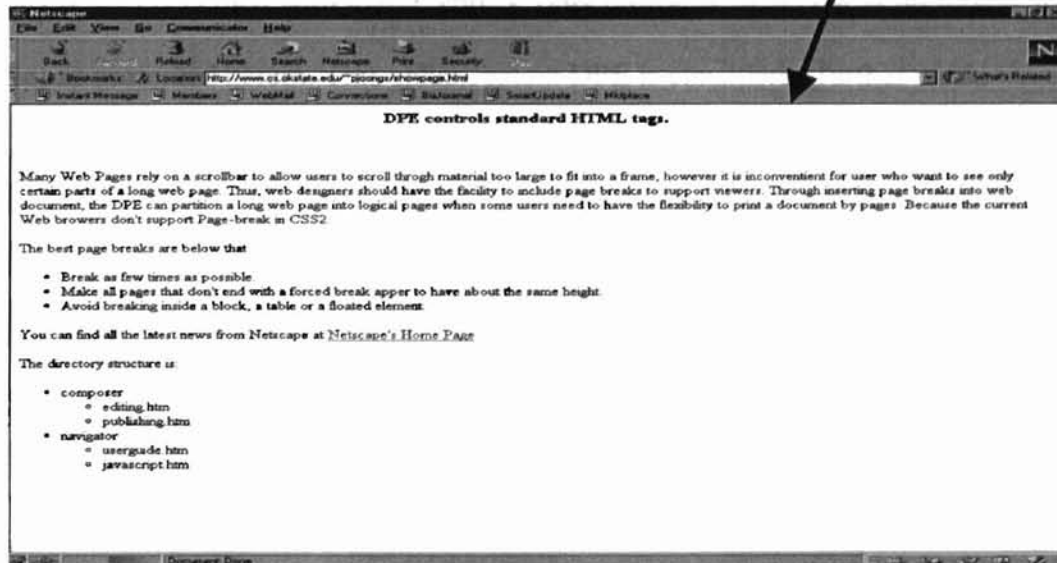 Netscape
File Edit View Go Communicator Help
Back Reload Home Search Netscape Print Security
Bookmarks Location http://www.cs.okstate.edu/~pjoongs/showpage.html What's Related
Instant Message Members WebMail Connections BizJournal SmartUpdate Mktplace
DPE controls standard HTML tags.
Many Web Pages rely on a scrollbar to allow users to scroll throgh material too large to fit into a frame, however it is inconventient for user who want to see only
certain parts of a long web page. Thus, web designers should have the facility to include page breaks to support viewers. Through inserting page breaks into web
document, the DPE can partition a long web page into logical pages when some users need to have the flexibility to print a document by pages. Because the current
Web browers don't support Page-break in CSS2.
The best page breaks are below that
• Break as few times as possible.
• Make all pages that don't end with a forced break apper to have about the same height.
• Avoid breaking inside a block, a table or a floated element.
You can find all the latest news from Netscape at Netscape's Home Page
The directory structure is:
• composer
∘ editing.htm
∘ publishing.htm
• navigator
∘ userguide.htm
∘ javascript.htm
Document: Done